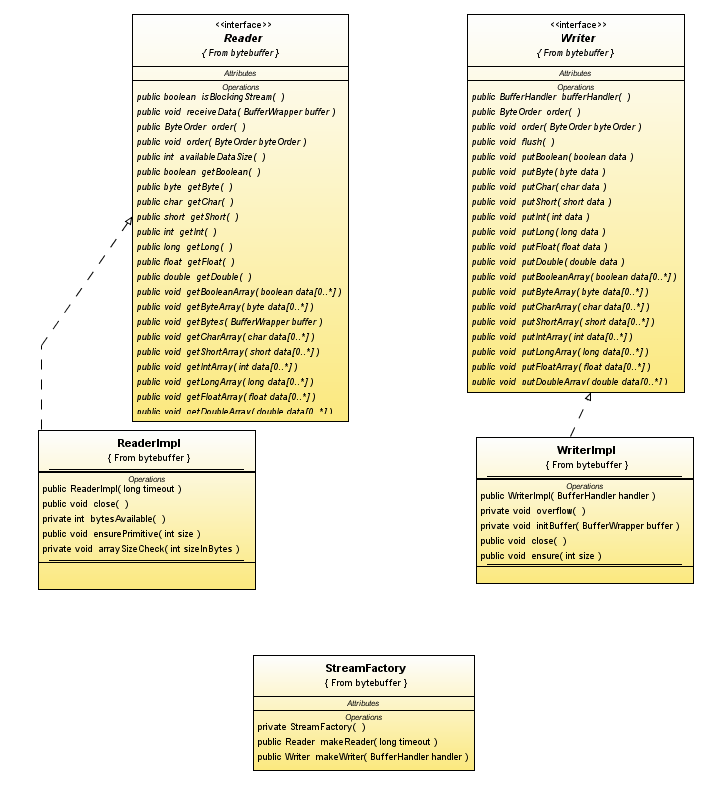 <<interface>>
Reader
{ From bytebuffer }
Attributes
Operations
public boolean isBlockingStream( )
public void receiveData( BufferWrapper buffer )
public ByteOrder order( )
public void order( ByteOrder byteOrder )
public int availableDataSize( )
public boolean getBoolean( )
public byte getByte( )
public char getChar( )
public short getShort( )
public int getInt( )
public long getLong( )
public float getFloat( )
public double getDouble( )
public void getBooleanArray( boolean data[0..*] )
public void getByteArray( byte data[0..*] )
public void getBytes( BufferWrapper buffer )
public void getCharArray( char data[0..*] )
public void getShortArray( short data[0..*] )
public void getIntArray( int data[0..*] )
public void getLongArray( long data[0..*] )
public void getFloatArray( float data[0..*] )
public void getDoubleArray( double data[0..*] )
<<interface>>
Writer
{ From bytebuffer }
Attributes
Operations
public BufferHandler bufferHandler( )
public ByteOrder order( )
public void order( ByteOrder byteOrder )
public void flush( )
public void putBoolean( boolean data )
public void putByte( byte data )
public void putChar( char data )
public void putShort( short data )
public void putInt( int data )
public void putLong( long data )
public void putFloat( float data )
public void putDouble( double data )
public void putBooleanArray( boolean data[0..*] )
public void putByteArray( byte data[0..*] )
public void putCharArray( char data[0..*] )
public void putShortArray( short data[0..*] )
public void putIntArray( int data[0..*] )
public void putLongArray( long data[0..*] )
public void putFloatArray( float data[0..*] )
public void putDoubleArray( double data[0..*] )
ReaderImpl
{ From bytebuffer }
Operations
public ReaderImpl( long timeout )
public void close( )
private int bytesAvailable( )
public void ensurePrimitive( int size )
private void arraySizeCheck( int sizeInBytes )
WriterImpl
{ From bytebuffer }
Operations
public WriterImpl( BufferHandler handler )
private void overflow( )
private void initBuffer( BufferWrapper buffer )
public void close( )
public void ensure( int size )
StreamFactory
{ From bytebuffer }
Attributes
Operations
private StreamFactory( )
public Reader makeReader( long timeout )
public Writer makeWriter( BufferHandler handler )